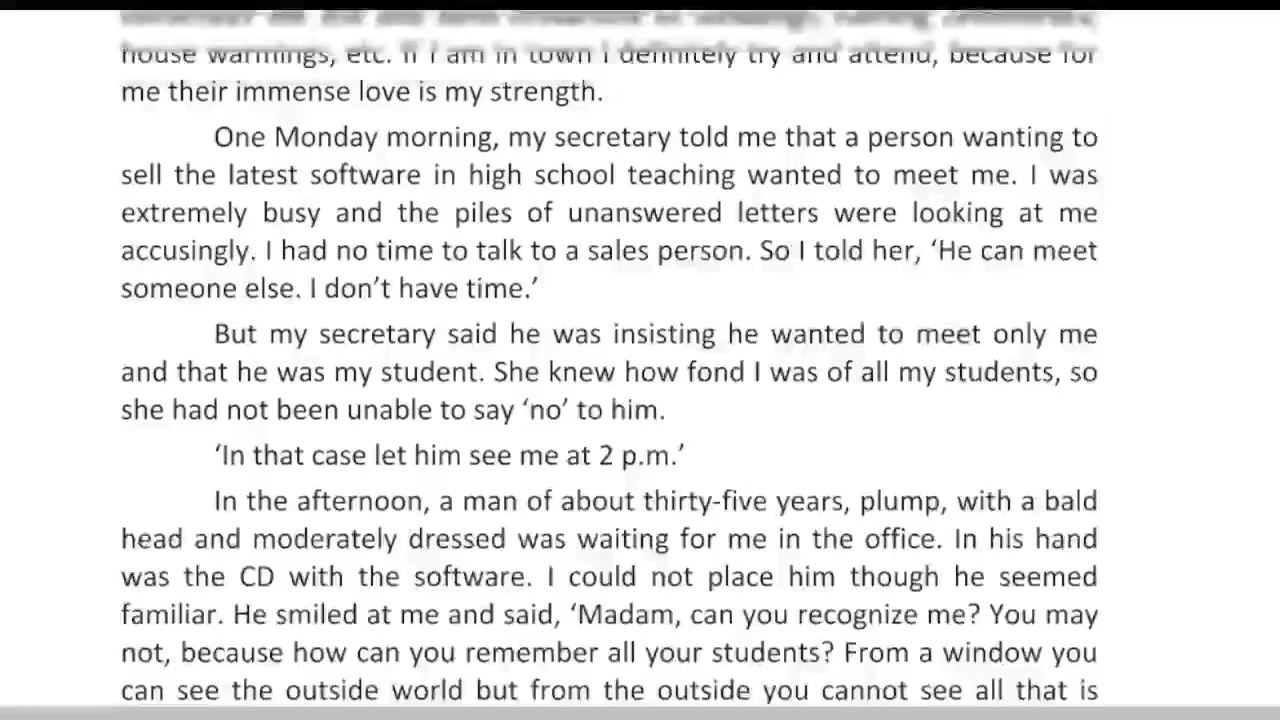 house warmings, etc. If I am in town I definitely try and attend, because for
me their immense love is my strength.
One Monday morning, my secretary told me that a person wanting to
sell the latest software in high school teaching wanted to meet me. I was
extremely busy and the piles of unanswered letters were looking at me
accusingly. I had no time to talk to a sales person. So I told her, ‘He can meet
someone else. I don’t have time.’
But my secretary said he was insisting he wanted to meet only me
and that he was my student. She knew how fond I was of all my students, so
she had not been unable to say ‘no’ to him.
‘In that case let him see me at 2 p.m.’
In the afternoon, a man of about thirty-five years, plump, with a bald
head and moderately dressed was waiting for me in the office. In his hand
was the CD with the software. I could not place him though he seemed
familiar. He smiled at me and said, ‘Madam, can you recognize me? You may
not, because how can you remember all your students? From a window you
can see the outside world but from the outside you cannot see all that is